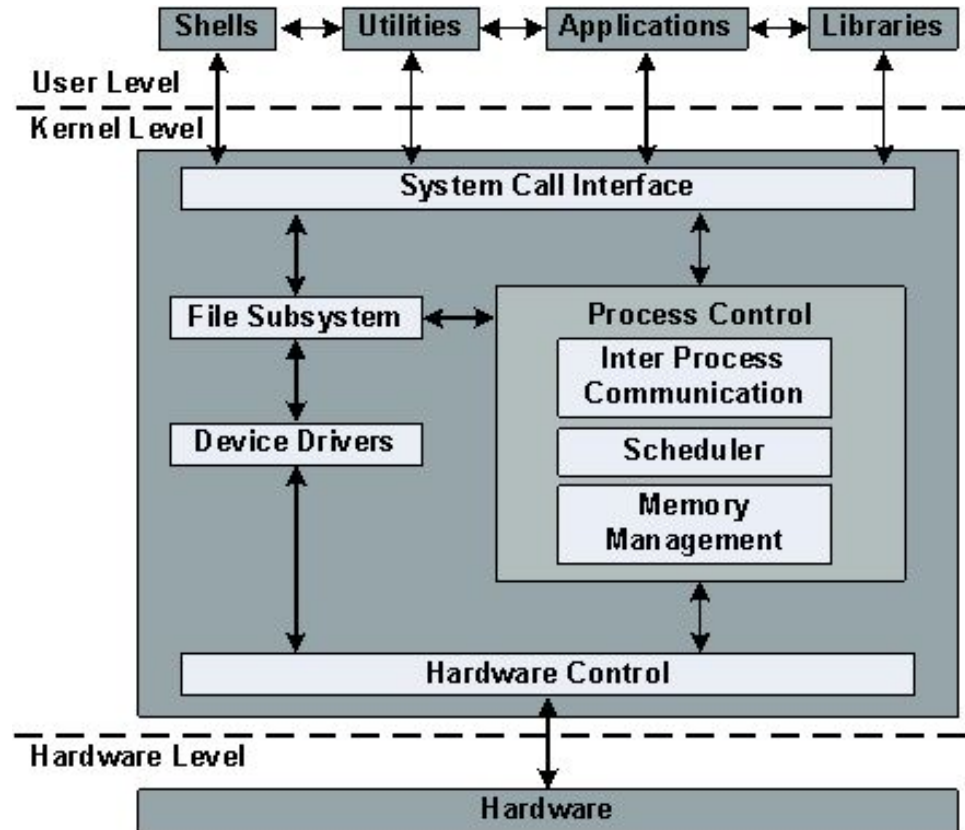 Shells
Utilities
Applications
Libraries
User Level
Kernel Level
System Call Interface
File Subsystem
Process Control
Inter Process
Communication
Device Drivers
Scheduler
Memory
Management
Hardware Control
Hardware Level
Hardware